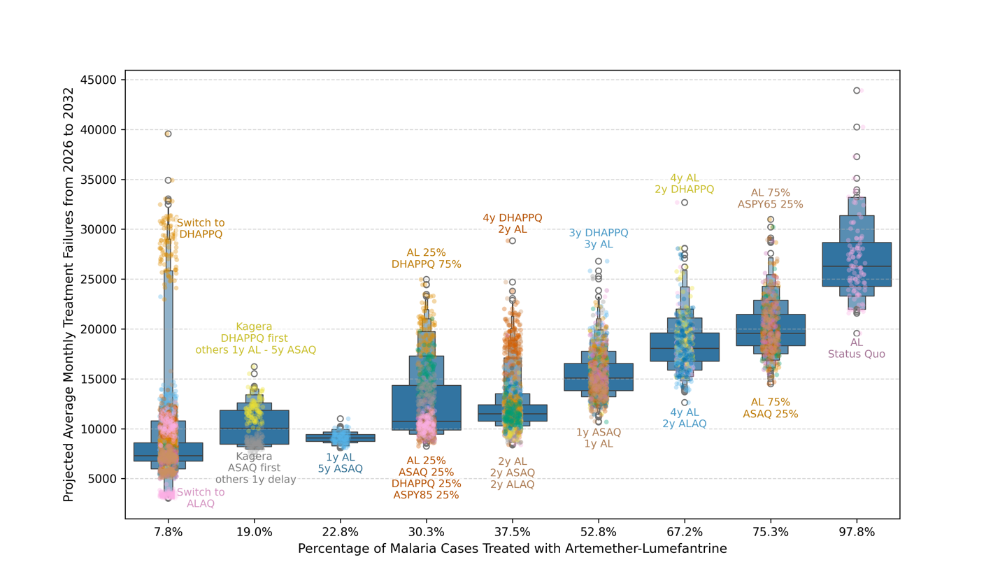 45000
40000
35000
30000
25000
20000
15000
10000
5000
Projected Average Monthly Treatment Failures from 2026 to 2032
Switch to
DHAPPQ
Switch to
ALAQ
Kagera
DHAPPQ first
others 1y AL - 5y ASAQ
Kagera
ASAQ first
others 1y delay
1y AL
5y ASAQ
AL 25%
DHAPPQ 75%
AL 25%
ASAQ 25%
DHAPPQ 25%
ASPY85 25%
4y DHAPPQ
2y AL
2y AL
2y ASAQ
2y ALAQ
3y DHAPPQ
3y AL
1y ASAQ
1y AL
4y AL
2y DHAPPQ
4y AL
2y ALAQ
AL 75%
ASPY65 25%
AL 75%
ASAQ 25%
AL
Status Quo
7.8%
19.0%
22.8%
30.3%
37.5%
52.8%
67.2%
75.3%
97.8%
Percentage of Malaria Cases Treated with Artemether-Lumefantrine